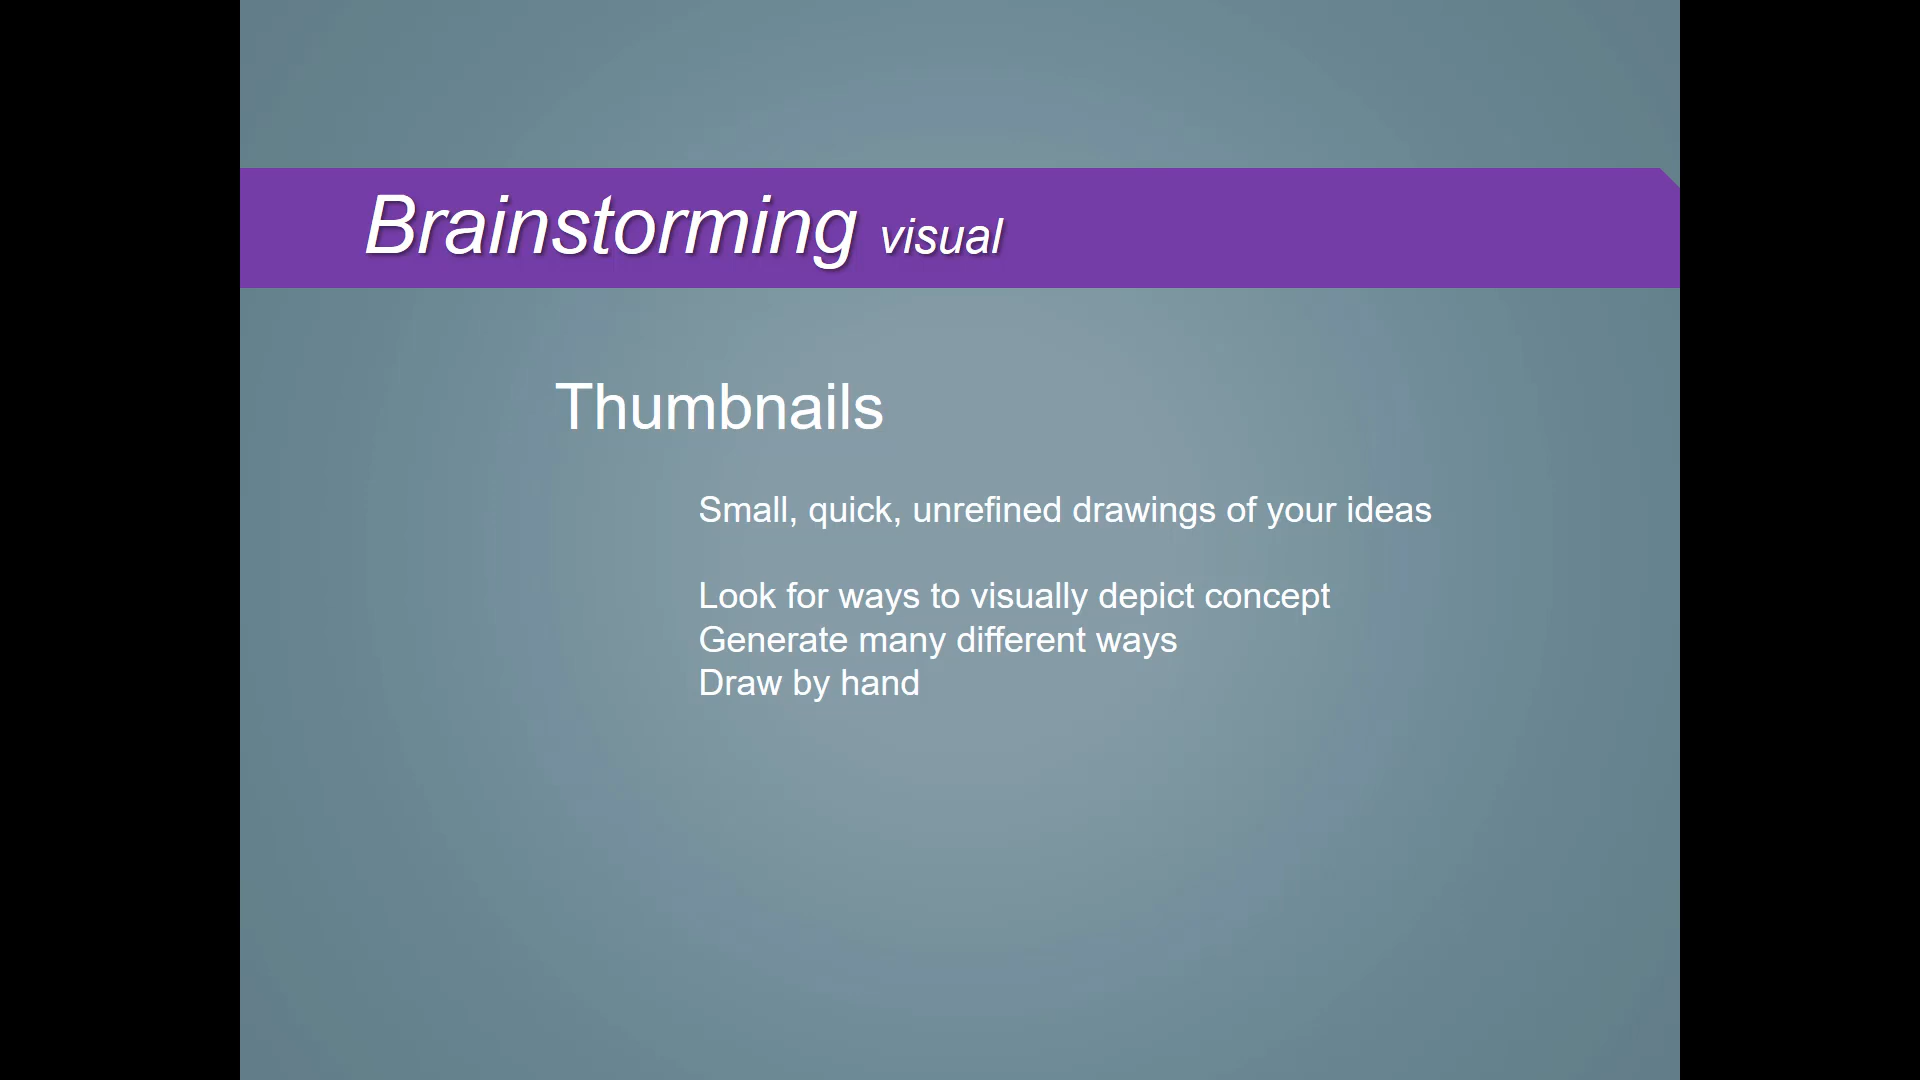 Brainstorming visual
Thumbnails
Small, quick, unrefined drawings of your ideas
Look for ways to visually depict concept
Generate many different ways
Draw by hand